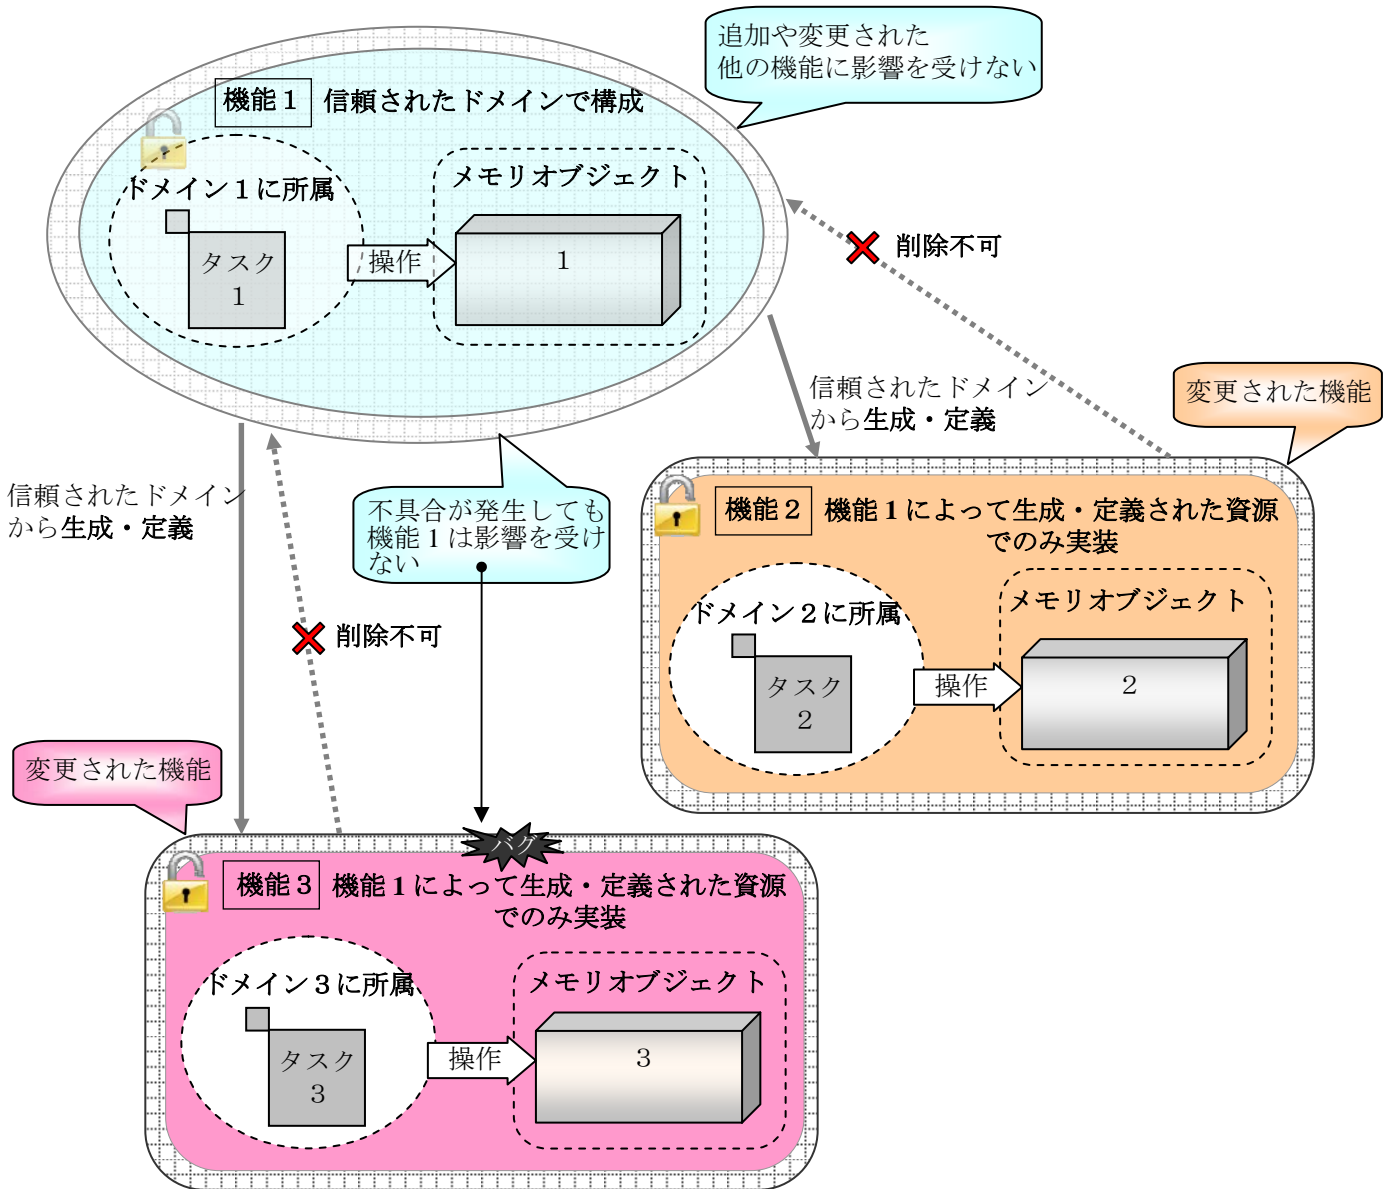 追加や変更された
他の機能に影響を受けない
機能１ 信頼されたドメインで構成
ドメイン１に所属
メモリオブジェクト
タスク
１
操作
１
削除不可
信頼されたドメイン
から生成・定義
変更された機能
信頼されたドメイン
から生成・定義
不具合が発生しても
機能１は影響を受け
ない
削除不可
機能２ 機能１によって生成・定義された資源
でのみ実装
ドメイン２に所属
メモリオブジェクト
タスク
２
操作
２
変更された機能
バグ
機能３ 機能１によって生成・定義された資源
でのみ実装
ドメイン３に所属
メモリオブジェクト
タスク
３
操作
３